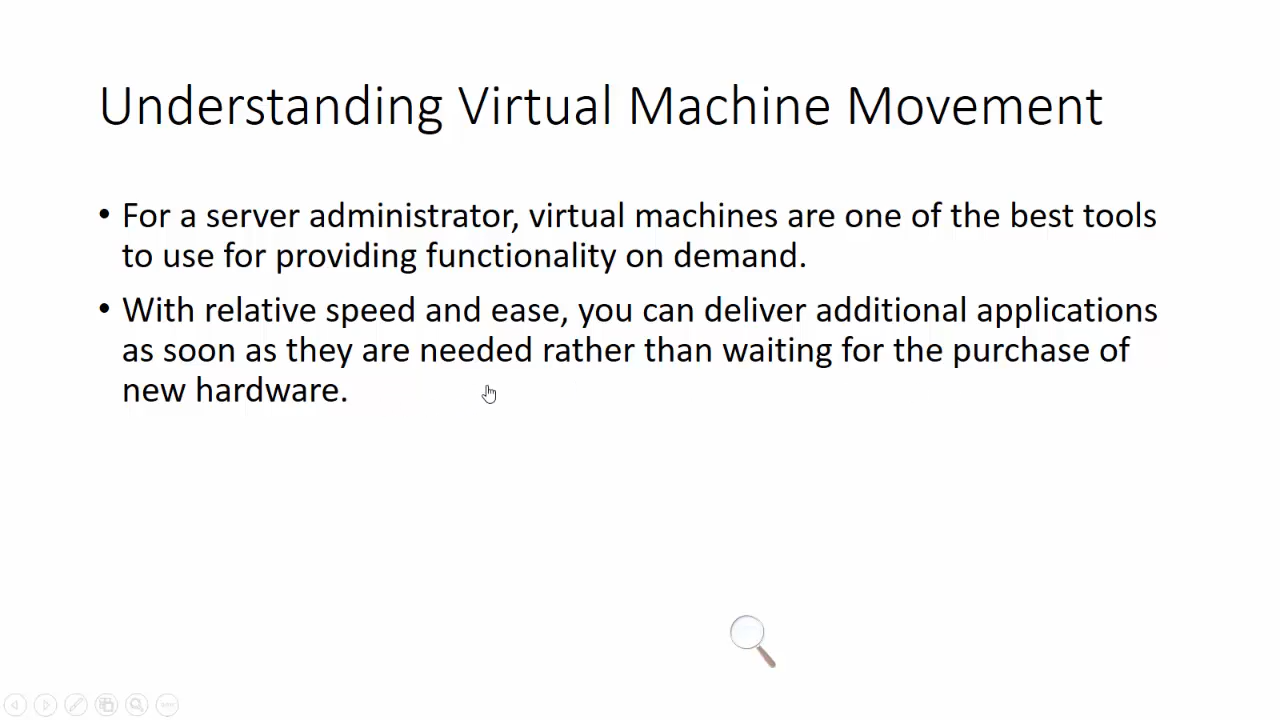 Understanding Virtual Machine Movement
• For a server administrator, virtual machines are one of the best tools
to use for providing functionality on demand.
• With relative speed and ease, you can deliver additional applications
as soon as they are needed rather than waiting for the purchase of
new hardware.